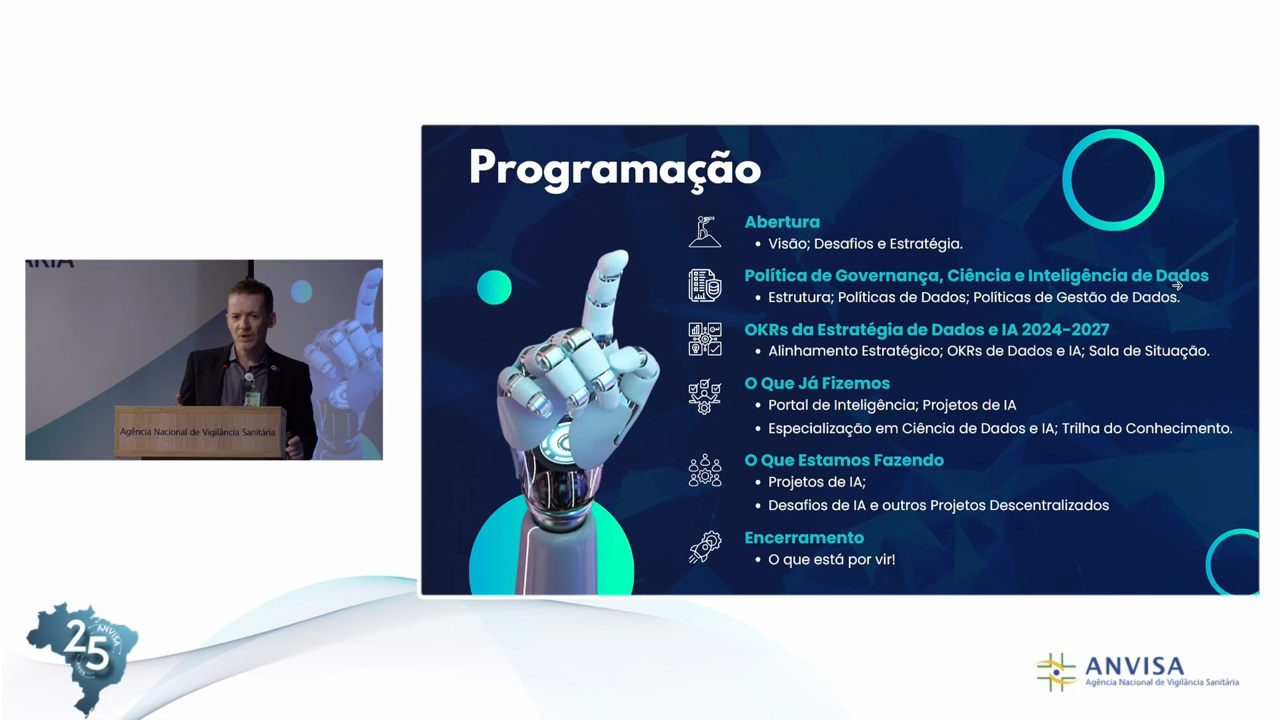 Programação
Abertura
• Visão; Desafios e Estratégia.
Política de Governança, Ciência e Inteligência de Dados
• Estrutura; Políticas de Dados; Políticas de Gestão de Dados.
OKRs da Estratégia de Dados e IA 2024-2027
• Alinhamento Estratégico; OKRs de Dados e IA; Sala de Situação.
O Que Já Fizemos
• Portal de Inteligência; Projetos de IA
• Especialização em Ciência de Dados e IA; Trilha do Conhecimento.
O Que Estamos Fazendo
• Projetos de IA;
• Desafios de IA e outros Projetos Descentralizados
Encerramento
• O que está por vir!
Agência Nacional de Vigilância Sanitária
25
ANVISA
ANVISA
Agência Nacional de Vigilância Sanitária